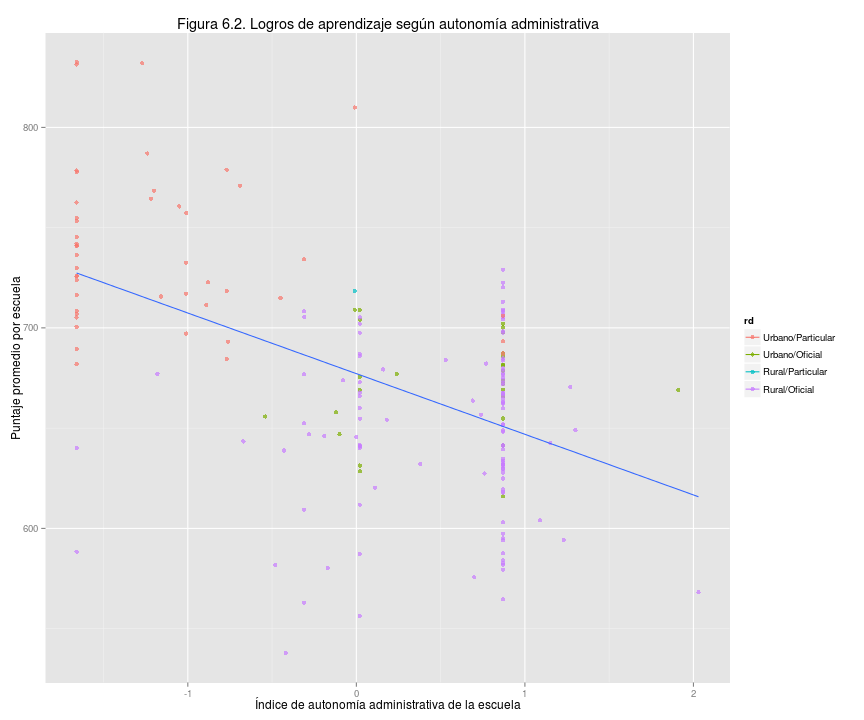 Figura 6.2. Logros de aprendizaje según autonomía administrativa
Puntaje promedio por escuela
800
700
600
-1
0
1
2
Índice de autonomía administrativa de la escuela
rd
Urbano/Particular
Urbano/Oficial
Rural/Particular
Rural/Oficial